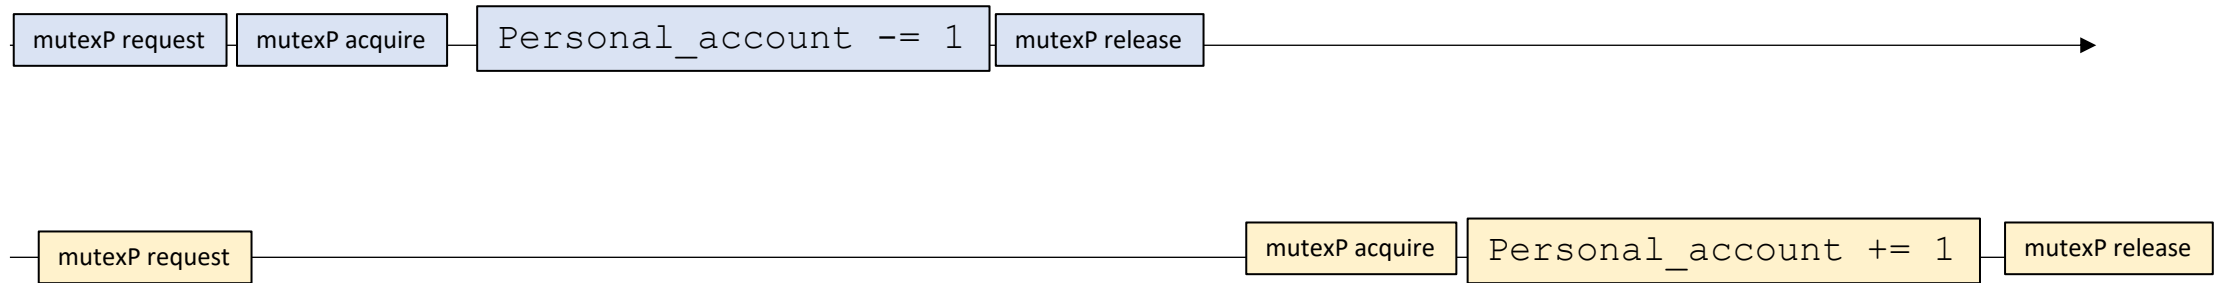 mutexP request
mutexP acquire
Personal_account -= 1
mutexP release
mutexP request
mutexP acquire
Personal_account += 1
mutexP release